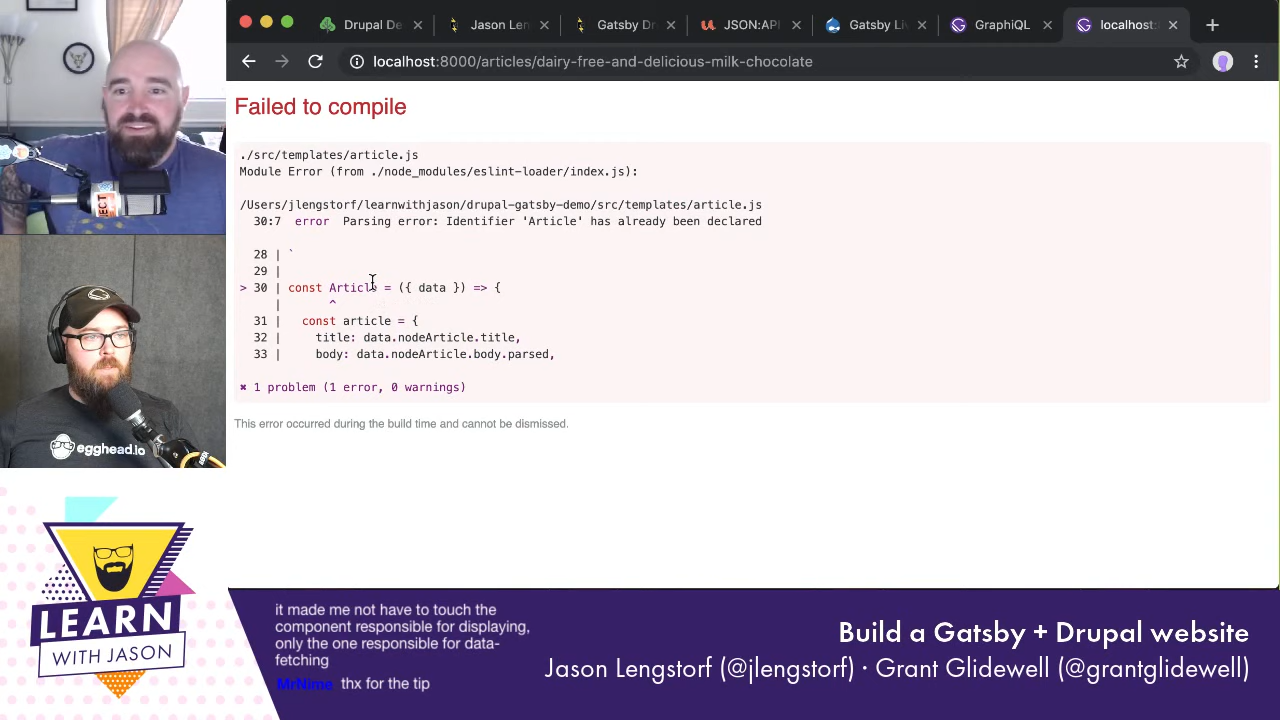 Drupal De
Jason Len
Gatsby Dr
JSON:API
Gatsby Liv
GraphiQL
localhost:
localhost:8000/articles/dairy-free-and-delicious-milk-chocolate
Failed to compile
./src/templates/article.js
Module Error (from ./node_modules/eslint-loader/index.js):
/Users/jlengstorf/learnwithjason/drupal-gatsby-demo/src/templates/article.js
30:7 error Parsing error: Identifier 'Article' has already been declared
28 | `
29 |
> 30 | const Article = ({ data }) => {
| ^
31 | const article = {
32 | title: data.nodeArticle.title,
33 | body: data.nodeArticle.body.parsed,
✖ 1 problem (1 error, 0 warnings)
This error occurred during the build time and cannot be dismissed.
egghead.io
LEARN
WITH JASON
it made me not have to touch the
component responsible for displaying,
only the one responsible for data-
fetching
MrNime thx for the tip
Build a Gatsby + Drupal website
Jason Lengstorf (@jlengstorf) · Grant Glidewell (@grantglidewell)